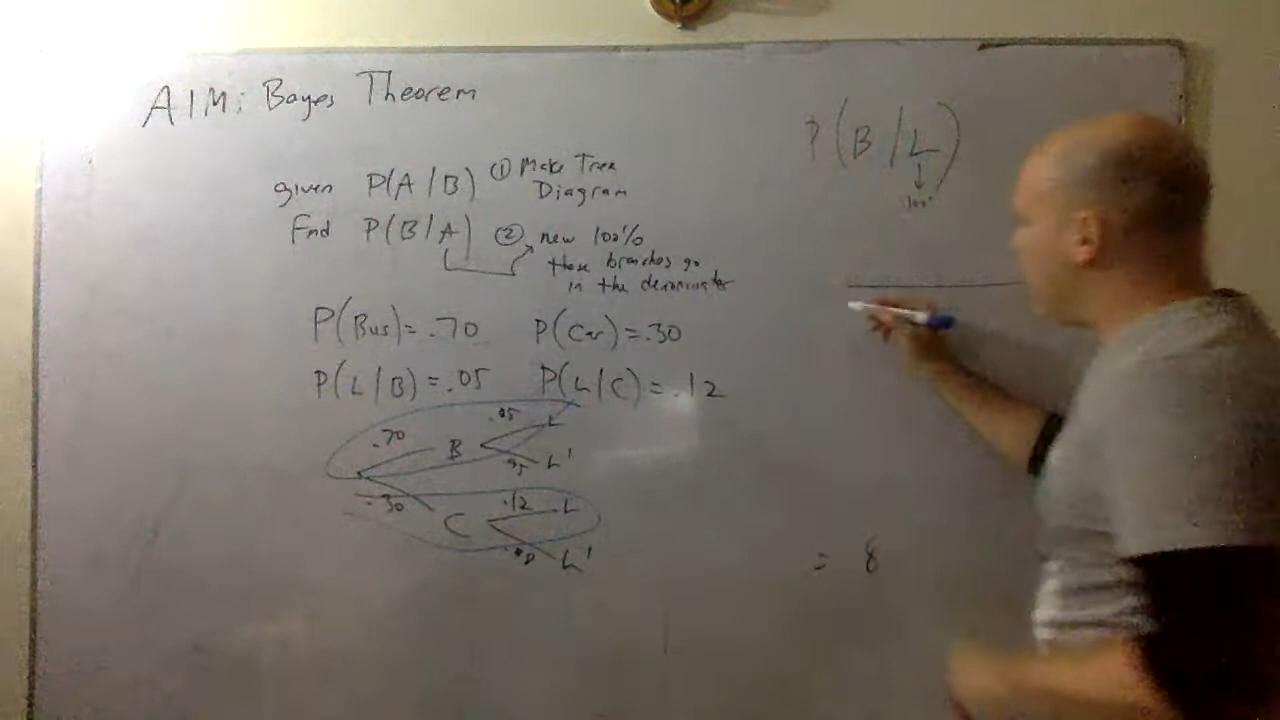 AIM: Bayes Theorem
given P(A/B) ① Make Tree
Diagram
Find P(B/A) ② new 100%
these branches go
in the denominator
P(Bus)=.70 P(Car)=.30
P(L/B)=.05 P(L/C)=.12
.70 B .05 L
.95 L'
.30 C .12 L
L'
P(B/L)
↓
100%
= 8